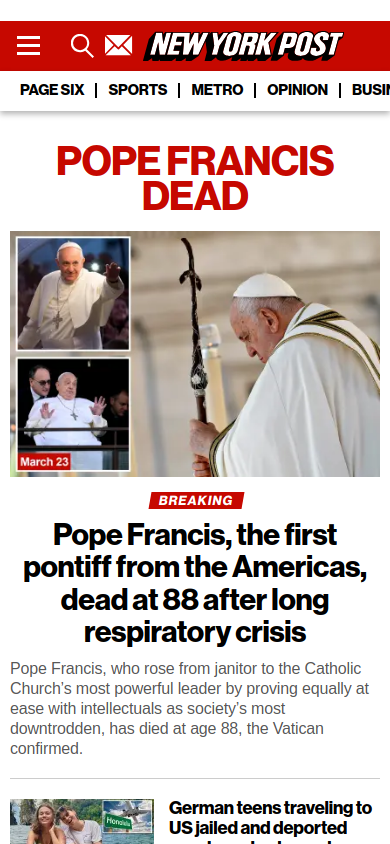 NEW YORK POST
PAGE SIX
SPORTS
METRO
OPINION
POPE FRANCIS
DEAD
March 23
BREAKING
Pope Francis, the first
pontiff from the Americas,
dead at 88 after long
respiratory crisis
Pope Francis, who rose from janitor to the Catholic
Church’s most powerful leader by proving equally at
ease with intellectuals as society’s most
downtrodden, has died at age 88, the Vatican
confirmed.
Honolulu
German teens traveling to
US jailed and deported